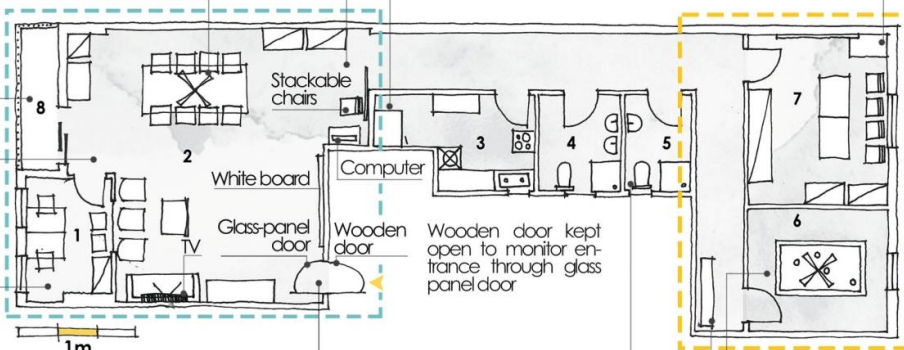 8
7
Stackable
chairs
3
4
5
2
Computer
White board
6
1
Glass-panel
door
Wooden
door
TV
Wooden door kept
open to monitor en-
trance through glass
panel door
1m